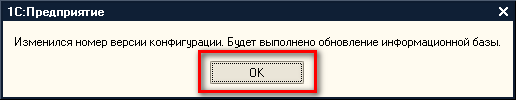 1С:Предприятие
Изменился номер версии конфигурации. Будет выполнено обновление информационной базы.
OK